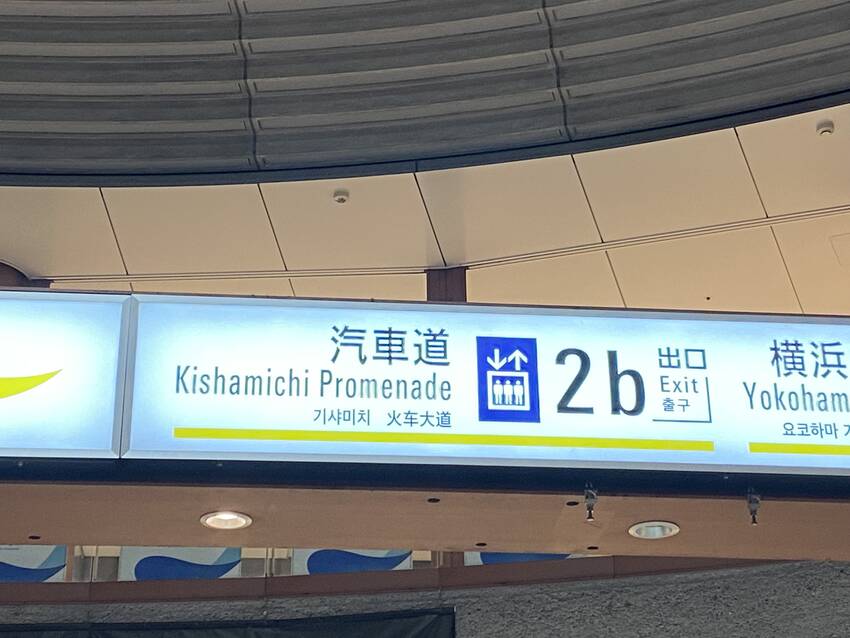 汽車道
Kishamichi Promenade
기샤미치 火车大道
2b
出口
Exit
출구
横浜
Yokoham
요코하마